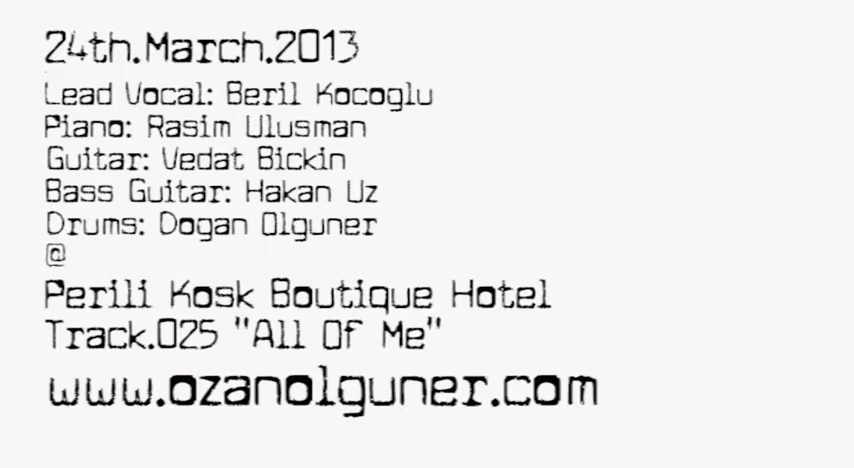 24th.March.2013
Lead Vocal: Beril Kocoglu
Piano: Rasim Ulusman
Guitar: Vedat Bickin
Bass Guitar: Hakan Uz
Drums: Dogan Olguner
@
Perili Kosk Boutique Hotel
Track.025 "All Of Me"
www.ozanolguner.com